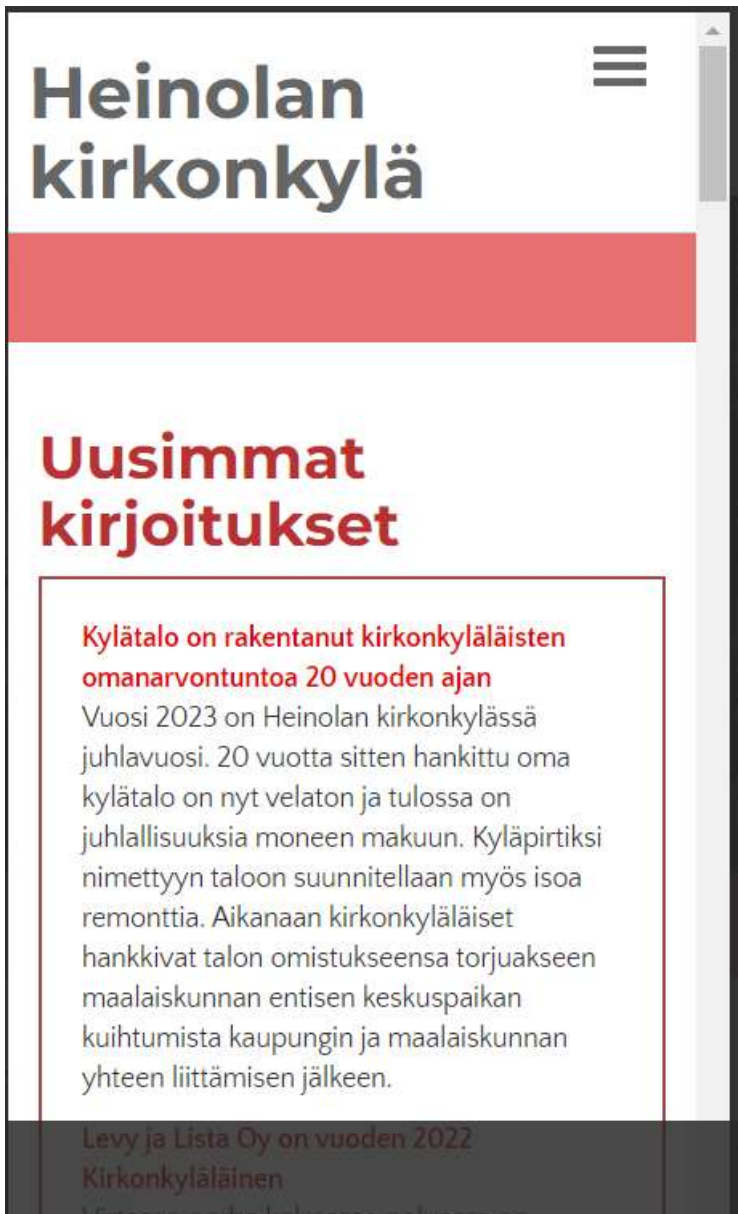 Heinolan
kirkonkylä
Uusimmat
kirjoitukset
Kylätalo on rakentanut kirkonkyläläisten
omanarvontuntoa 20 vuoden ajan
Vuosi 2023 on Heinolan kirkonkylässä
juhlavuosi. 20 vuotta sitten hankittu oma
kylätalo on nyt velaton ja tulossa on
juhlallisuuksia moneen makuun. Kyläpirtiksi
nimettyyn taloon suunnitellaan myös isoa
remonttia. Aikanaan kirkonkyläläiset
hankkivat talon omistukseensa torjuakseen
maalaiskunnan entisen keskuspaikan
kuihtumista kaupungin ja maalaiskunnan
yhteen liittämisen jälkeen.
Levy ja Lista Oy on vuoden 2022
Kirkonkyläläinen